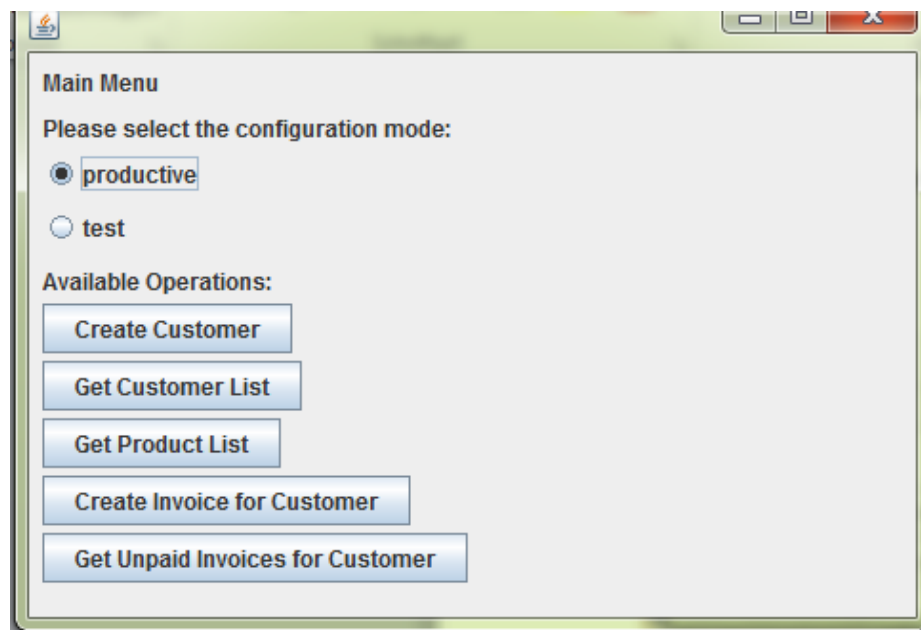 Main Menu
Please select the configuration mode:
productive
test
Available Operations:
Create Customer
Get Customer List
Get Product List
Create Invoice for Customer
Get Unpaid Invoices for Customer